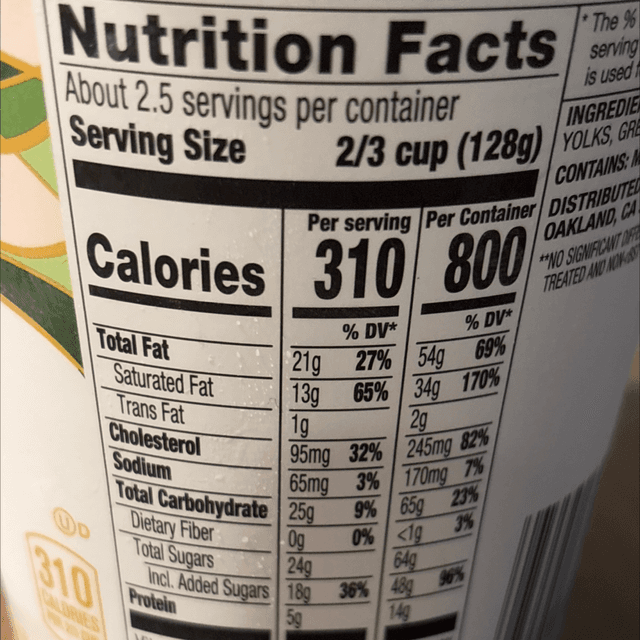 Nutrition Facts
About 2.5 servings per container
Serving Size 2/3 cup (128g)
Per serving Per Container
Calories 310 800
% DV* % DV*
Total Fat 21g 27% 54g 69%
Saturated Fat 13g 65% 34g 170%
Trans Fat 1g 2g
Cholesterol 95mg 32% 245mg 82%
Sodium 65mg 3% 170mg 7%
Total Carbohydrate 25g 9% 65g 23%
Dietary Fiber 0g 0% <1g 3%
Total Sugars 24g 64g
Incl. Added Sugars 18g 36% 48g 96%
Protein 5g 14g
* The %
serving
is used
INGREDIE
YOLKS, GRE
CONTAINS:
DISTRIBUTE
OAKLAND, CA
**NO SIGNIFICANT DIFFE
TREATED AND NON-
U D
310
CALORIES